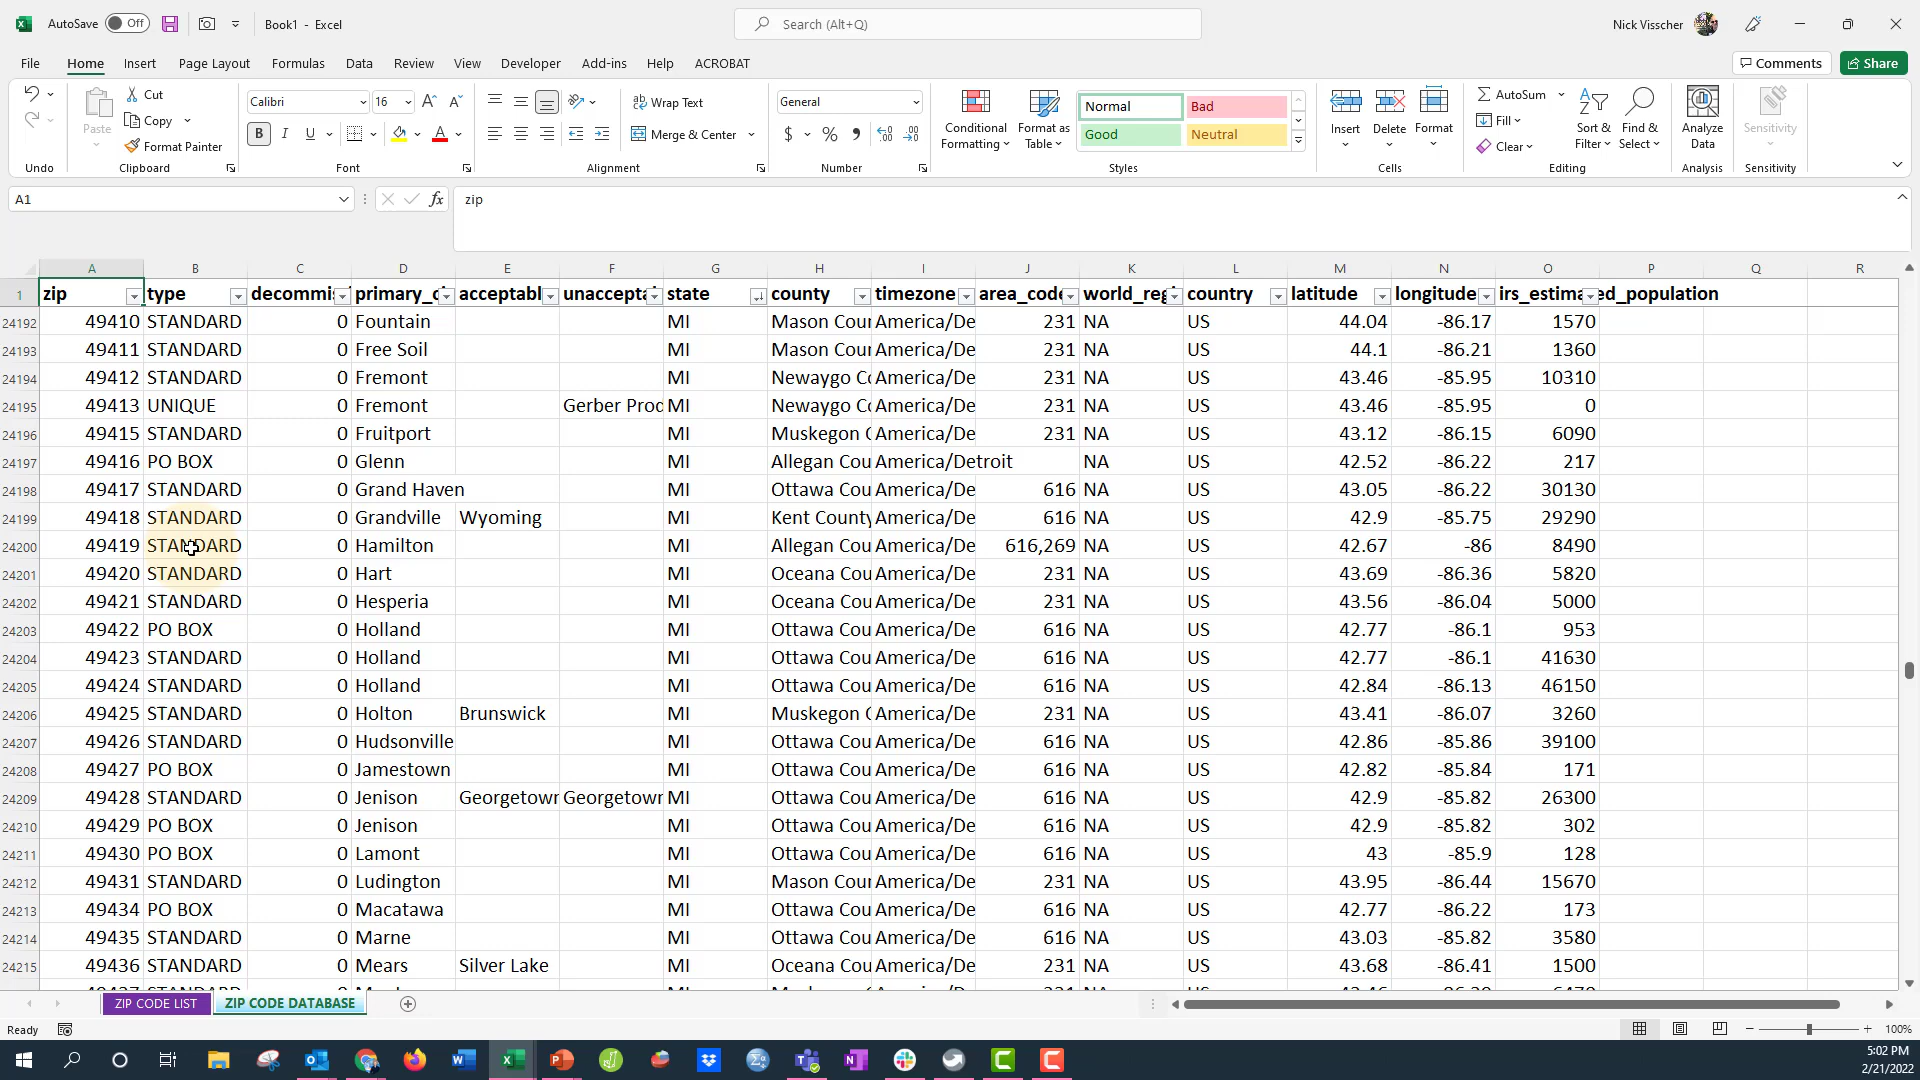 AutoSave Off Book1 - Excel Search (Alt+Q) Nick Visscher
File Home Insert Page Layout Formulas Data Review View Developer Add-ins Help ACROBAT Comments Share
Cut Calibri 16 Wrap Text General Normal Bad AutoSum
Paste Copy Merge & Center Conditional Formatting Format as Table Good Neutral Insert Delete Format Fill Sort & Filter Find & Select Analyze Data Sensitivity
Format Painter Clear
Undo Clipboard Font Alignment Number Styles Cells Editing Analysis Sensitivity
A1 fx zip
A B C D E F G H I J K L M N O P Q R
1 zip type decommis primary_c acceptabl unaccepta state county timezone area_code world_reg country latitude longitude irs_estima ed_population
24192 49410 STANDARD 0 Fountain MI Mason Cour America/De 231 NA US 44.04 -86.17 1570
24193 49411 STANDARD 0 Free Soil MI Mason Cour America/De 231 NA US 44.1 -86.21 1360
24194 49412 STANDARD 0 Fremont MI Newaygo Co America/De 231 NA US 43.46 -85.95 10310
24195 49413 UNIQUE 0 Fremont Gerber Prod MI Newaygo Co America/De 231 NA US 43.46 -85.95 0
24196 49415 STANDARD 0 Fruitport MI Muskegon C America/De 231 NA US 43.12 -86.15 6090
24197 49416 PO BOX 0 Glenn MI Allegan Cou America/Detroit NA US 42.52 -86.22 217
24198 49417 STANDARD 0 Grand Haven MI Ottawa Cou America/De 616 NA US 43.05 -86.22 30130
24199 49418 STANDARD 0 Grandville Wyoming MI Kent County America/De 616 NA US 42.9 -85.75 29290
24200 49419 STANDARD 0 Hamilton MI Allegan Cou America/De 616,269 NA US 42.67 -86 8490
24201 49420 STANDARD 0 Hart MI Oceana Cou America/De 231 NA US 43.69 -86.36 5820
24202 49421 STANDARD 0 Hesperia MI Oceana Cou America/De 231 NA US 43.56 -86.04 5000
24203 49422 PO BOX 0 Holland MI Ottawa Cou America/De 616 NA US 42.77 -86.1 953
24204 49423 STANDARD 0 Holland MI Ottawa Cou America/De 616 NA US 42.77 -86.1 41630
24205 49424 STANDARD 0 Holland MI Ottawa Cou America/De 616 NA US 42.84 -86.13 46150
24206 49425 STANDARD 0 Holton Brunswick MI Muskegon C America/De 231 NA US 43.41 -86.07 3260
24207 49426 STANDARD 0 Hudsonville MI Ottawa Cou America/De 616 NA US 42.86 -85.86 39100
24208 49427 PO BOX 0 Jamestown MI Ottawa Cou America/De 616 NA US 42.82 -85.84 171
24209 49428 STANDARD 0 Jenison Georgetown Georgetown MI Ottawa Cou America/De 616 NA US 42.9 -85.82 26300
24210 49429 PO BOX 0 Jenison MI Ottawa Cou America/De 616 NA US 42.9 -85.82 302
24211 49430 PO BOX 0 Lamont MI Ottawa Cou America/De 616 NA US 43 -85.9 128
24212 49431 STANDARD 0 Ludington MI Mason Cour America/De 231 NA US 43.95 -86.44 15670
24213 49434 PO BOX 0 Macatawa MI Ottawa Cou America/De 616 NA US 42.77 -86.22 173
24214 49435 STANDARD 0 Marne MI Ottawa Cou America/De 616 NA US 43.03 -85.82 3580
24215 49436 STANDARD 0 Mears Silver Lake MI Oceana Cou America/De 231 NA US 43.68 -86.41 1500
ZIP CODE LIST ZIP CODE DATABASE
Ready 100%
5:02 PM
2/21/2022